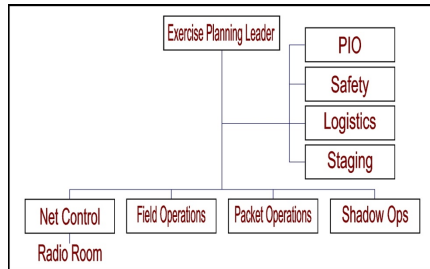 Exercise Planning Leader
PIO
Safety
Logistics
Staging
Net Control
Field Operations
Packet Operations
Shadow Ops
Radio Room